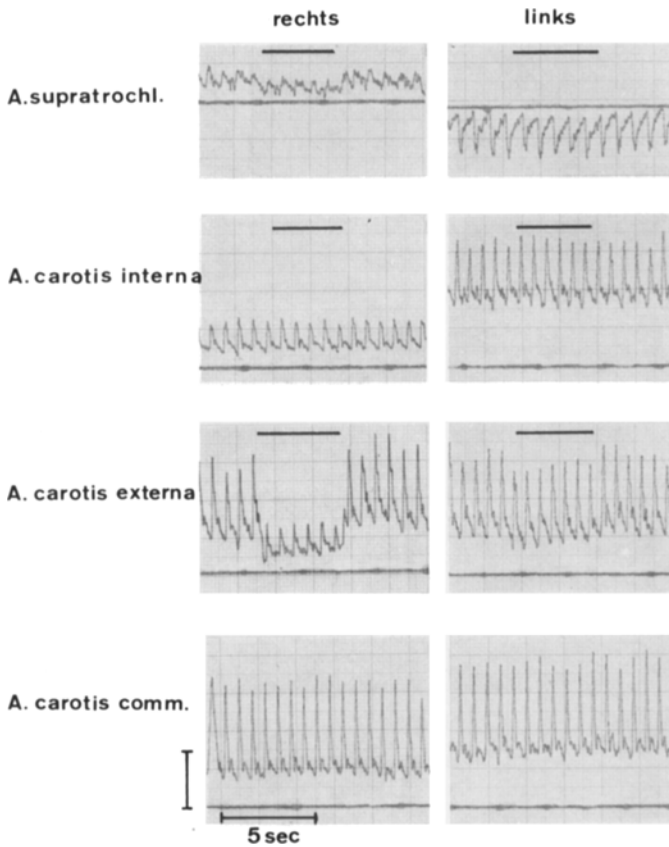 rechts links
A.supratrochl.
A. carotis interna
A. carotis externa
A. carotis comm.
5 sec